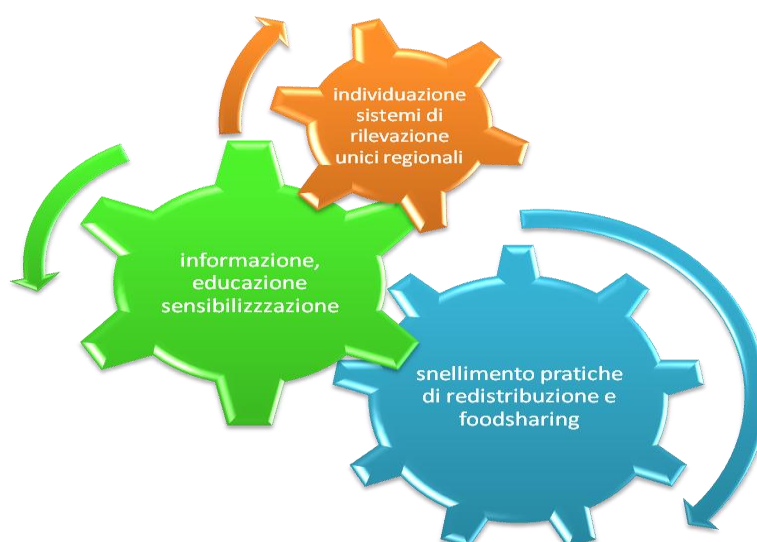 individuazione
sistemi di
rilevazione
unici regionali
informazione,
educazione
sensibilizzzazione
snellimento pratiche
di redistribuzione e
foodsharing